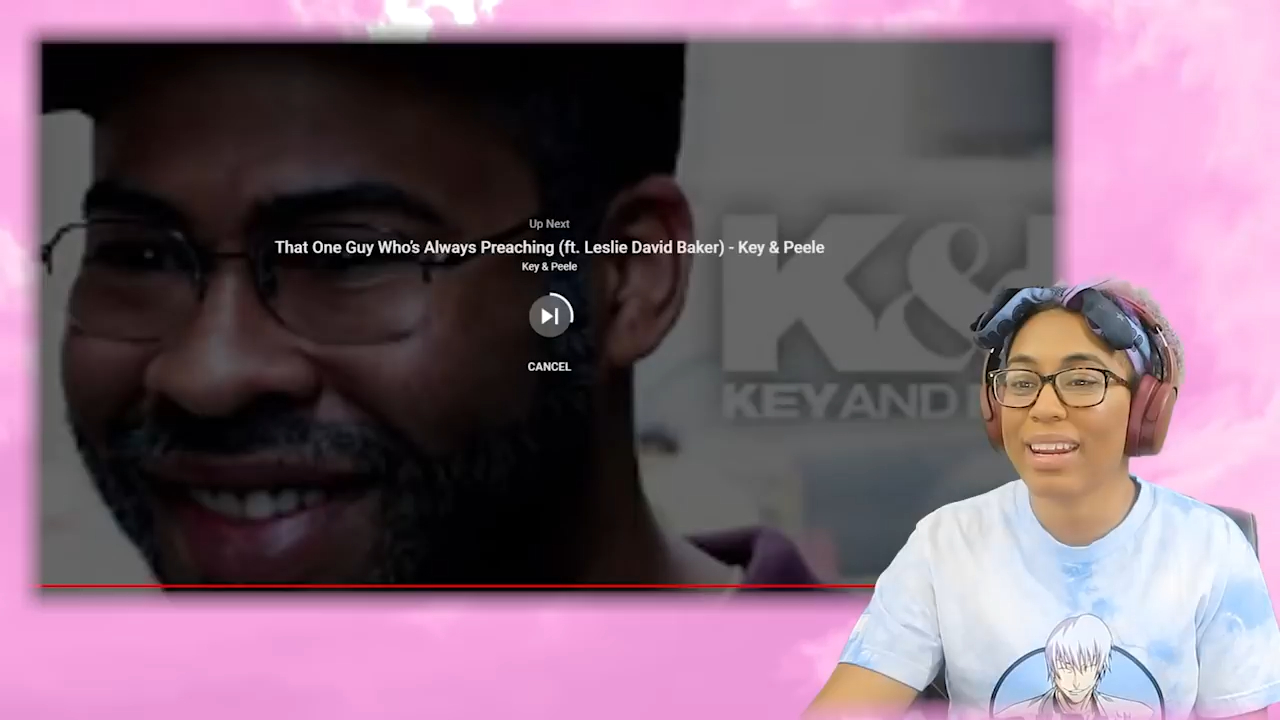 Up Next
That One Guy Who's Always Preaching (ft. Leslie David Baker) - Key & Peele
Key & Peele
CANCEL
K&
KEY AND